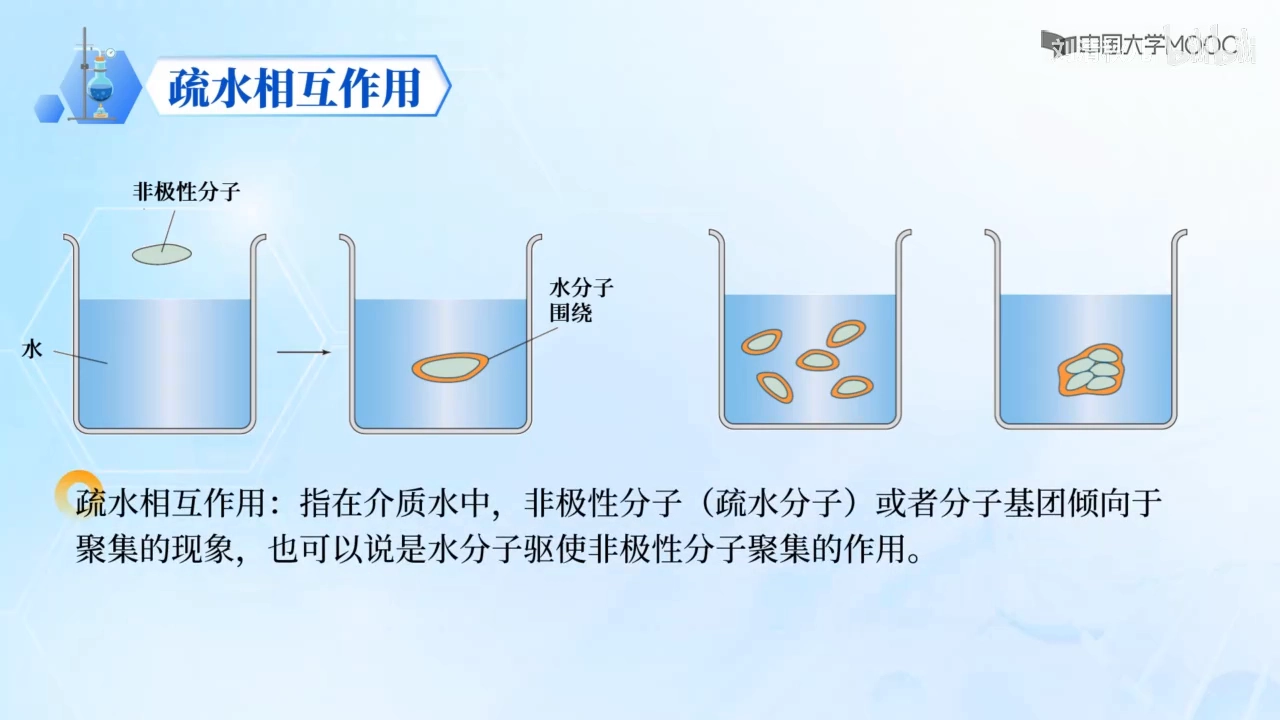 疏水相互作用
中国大学MOOC
非极性分子
水分子
围绕
水
疏水相互作用：指在介质水中，非极性分子（疏水分子）或者分子基团倾向于
聚集的现象，也可以说是水分子驱使非极性分子聚集的作用。